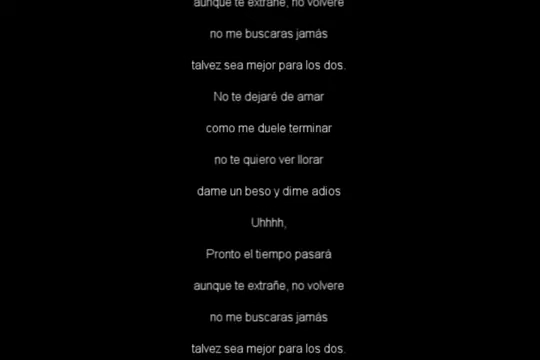 aunque te extrañe, no volvere
no me buscaras jamás
talvez sea mejor para los dos.
No te dejaré de amar
como me duele terminar
no te quiero ver llorar
dame un beso y dime adios
Uhhhh,
Pronto el tiempo pasará
aunque te extrañe, no volvere
no me buscaras jamás
talvez sea mejor para los dos.